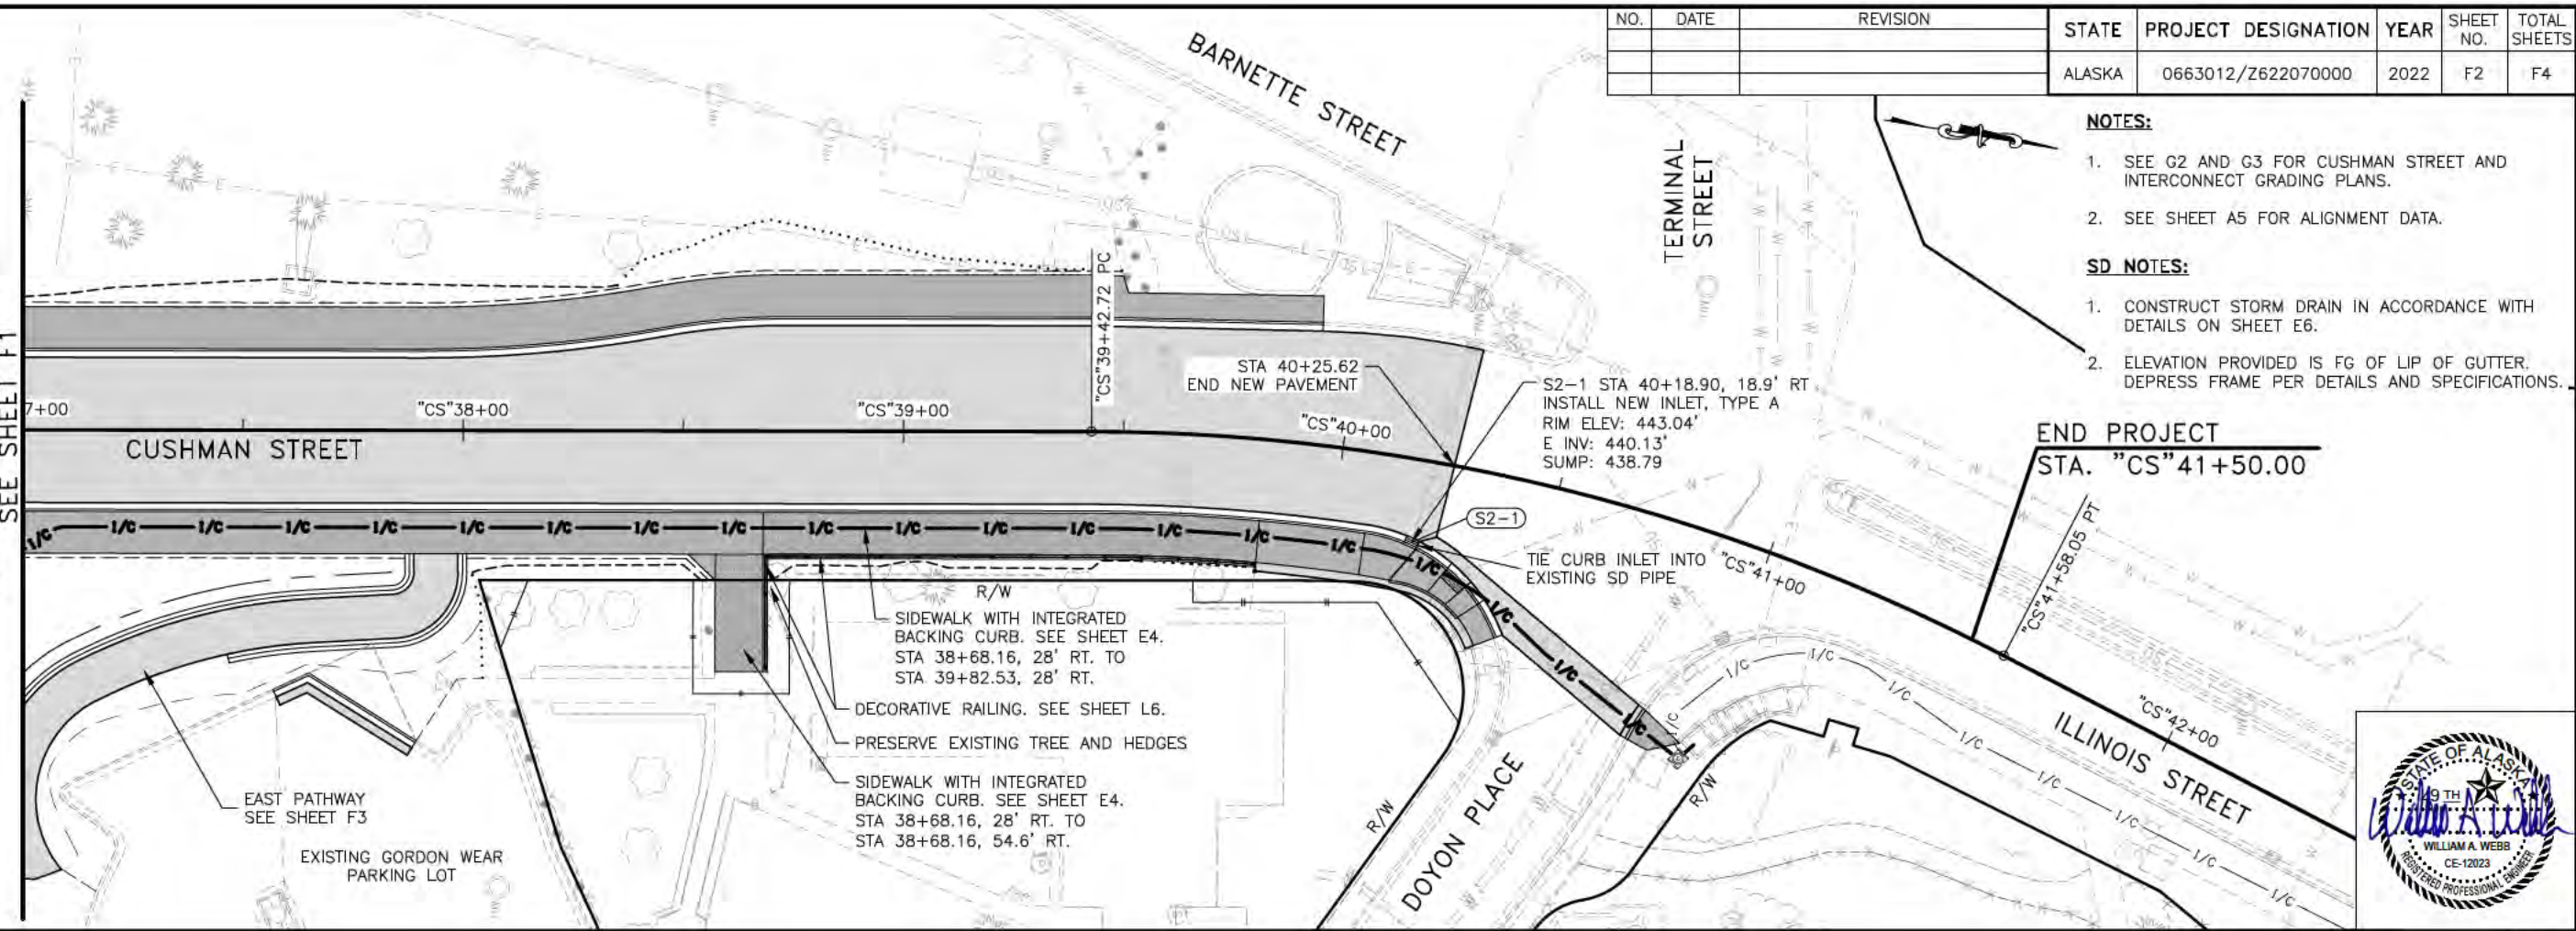 NO. DATE REVISION
STATE PROJECT DESIGNATION YEAR SHEET NO. TOTAL SHEETS
ALASKA 0663012/Z622070000 2022 F2 F4
NOTES:
1. SEE G2 AND G3 FOR CUSHMAN STREET AND
INTERCONNECT GRADING PLANS.
2. SEE SHEET A5 FOR ALIGNMENT DATA.
SD NOTES:
1. CONSTRUCT STORM DRAIN IN ACCORDANCE WITH
DETAILS ON SHEET E6.
2. ELEVATION PROVIDED IS FG OF LIP OF GUTTER.
DEPRESS FRAME PER DETAILS AND SPECIFICATIONS.
BARNETTE STREET
TERMINAL
STREET
SEE SHEET F1
7+00
"CS"38+00
"CS"39+00
"CS"39+42.72 PC
"CS"40+00
CUSHMAN STREET
STA 40+25.62
END NEW PAVEMENT
S2-1 STA 40+18.90, 18.9' RT
INSTALL NEW INLET, TYPE A
RIM ELEV: 443.04'
E INV: 440.13'
SUMP: 438.79
END PROJECT
STA. "CS"41+50.00
"CS"41+58.05 PT
S2-1
TIE CURB INLET INTO
EXISTING SD PIPE
"CS"41+00
"CS"42+00
I/C I/C I/C I/C I/C I/C I/C I/C I/C I/C I/C I/C I/C I/C I/C I/C I/C I/C I/C I/C
R/W
SIDEWALK WITH INTEGRATED
BACKING CURB. SEE SHEET E4.
STA 38+68.16, 28' RT. TO
STA 39+82.53, 28' RT.
DECORATIVE RAILING. SEE SHEET L6.
PRESERVE EXISTING TREE AND HEDGES
SIDEWALK WITH INTEGRATED
BACKING CURB. SEE SHEET E4.
STA 38+68.16, 28' RT. TO
STA 38+68.16, 54.6' RT.
EAST PATHWAY
SEE SHEET F3
EXISTING GORDON WEAR
PARKING LOT
R/W
DOYON PLACE
R/W
I/C I/C I/C I/C I/C I/C I/C I/C
ILLINOIS STREET
STATE OF ALASKA
49 TH
WILLIAM A. WEBB
CE-12023
REGISTERED PROFESSIONAL ENGINEER